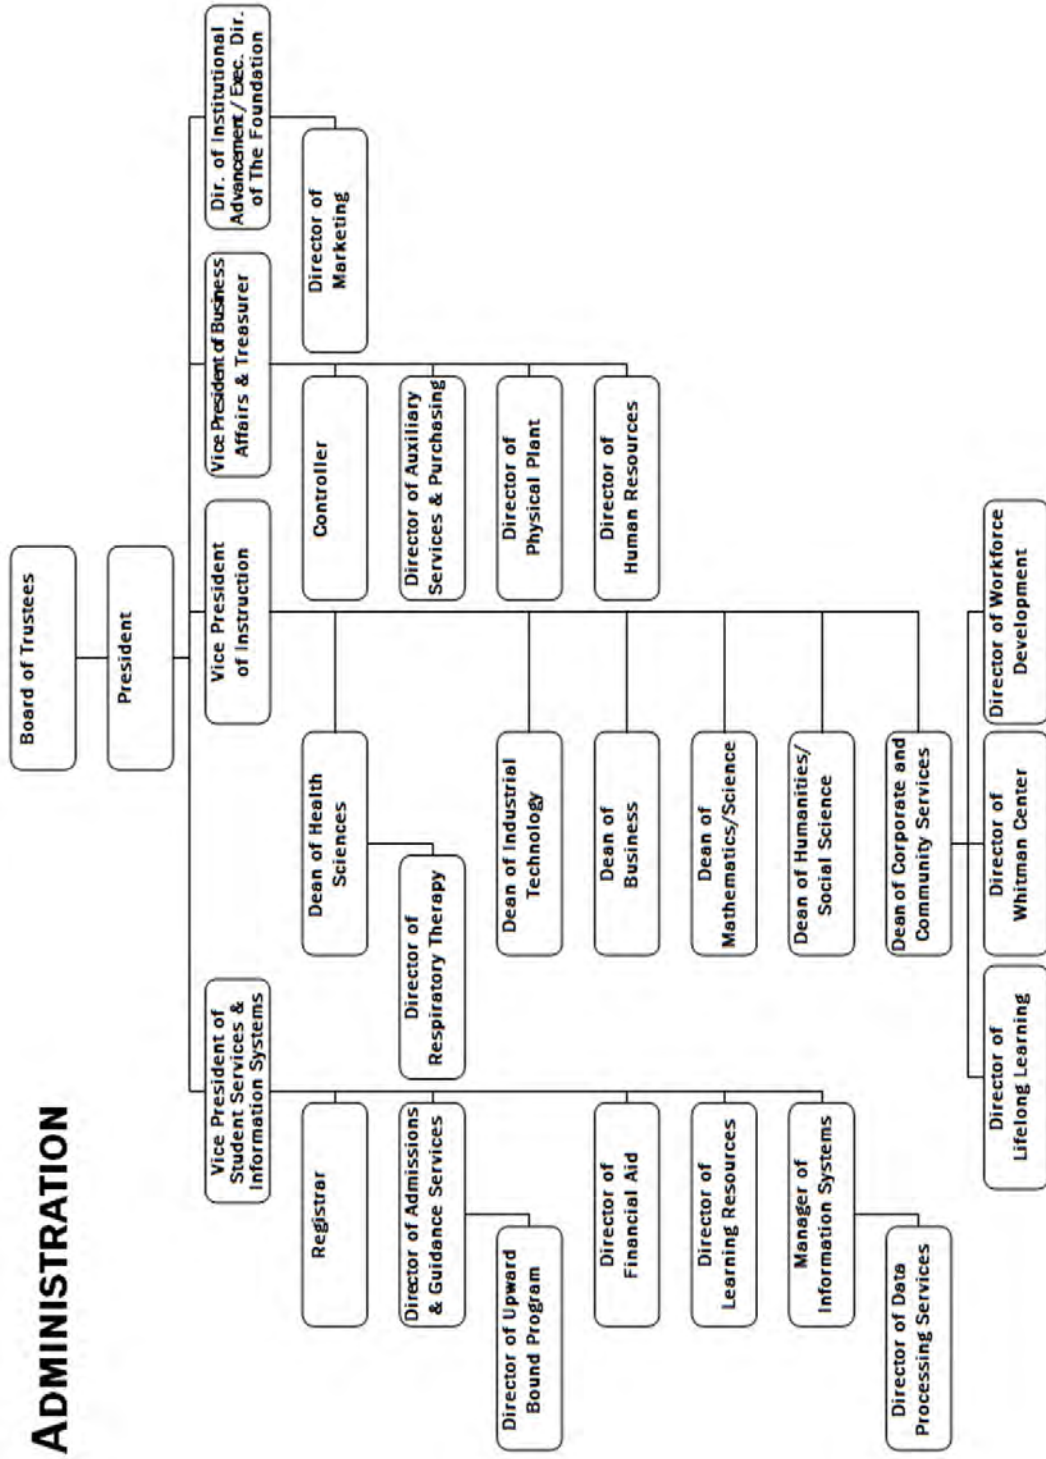 ADMINISTRATION
Board of Trustees
President
Vice President of
Student Services &
Information Systems
Vice President
of Instruction
Vice President of Business
Affairs & Treasurer
Dir. of Institutional
Advancement/ Exec. Dir.
of The Foundation
Registrar
Director of Admissions
& Guidance Services
Director of Upward
Bound Program
Director of
Financial Aid
Director of
Learning Resources
Manager of
Information Systems
Director of Data
Processing Services
Dean of Health
Sciences
Director of
Respiratory Therapy
Dean of Industrial
Technology
Dean of
Business
Dean of
Mathematics/Science
Dean of Humanities/
Social Science
Dean of Corporate and
Community Services
Director of
Lifelong Learning
Director of
Whitman Center
Director of Workforce
Development
Controller
Director of Auxiliary
Services & Purchasing
Director of
Physical Plant
Director of
Human Resources
Director of
Marketing